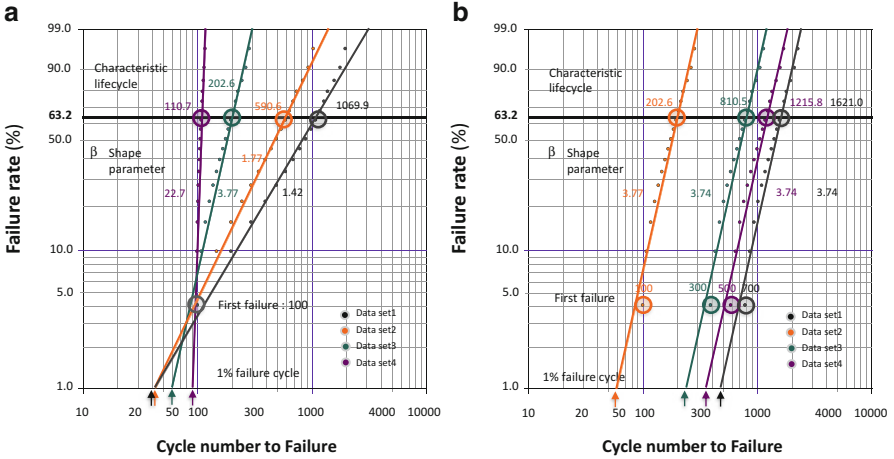 a
99.0
90.0
63.2
50.0
10.0
5.0
1.0
Failure rate (%)
Characteristic
lifecycle
110.7
202.6
590.6
1069.9
β Shape
parameter
22.7
3.77
1.77
1.42
First failure : 100
Data set1
Data set2
Data set3
Data set4
1% failure cycle
10
20
50
100
300
1000
4000
10000
Cycle number to Failure
b
99.0
90.0
63.2
50.0
10.0
5.0
1.0
Failure rate (%)
Characteristic
lifecycle
202.6
810.5
1215.8
1621.0
β Shape
parameter
3.77
3.74
3.74
3.74
First failure
100
300
500
700
Data set1
Data set2
Data set3
Data set4
1% failure cycle
10
20
50
100
300
1000
4000
10000
Cycle number to Failure